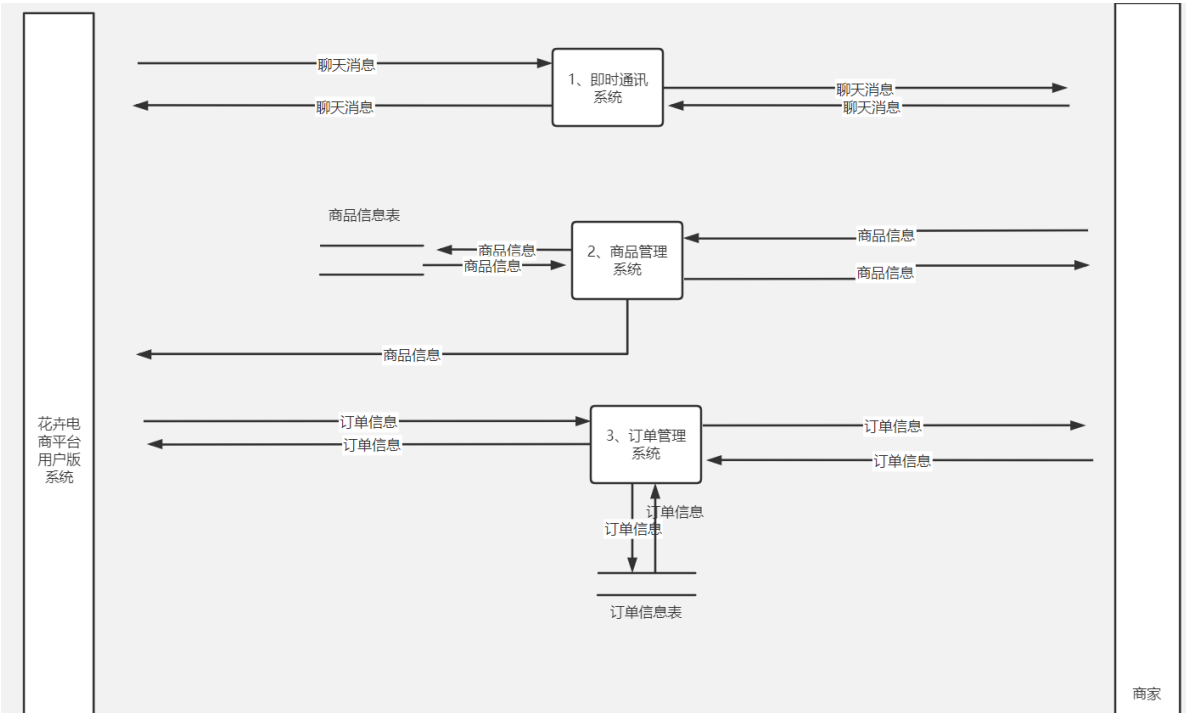 聊天消息
1、即时通讯
系统
聊天消息
聊天消息
聊天消息
商品信息表
商品信息
商品信息
2、商品管理
系统
商品信息
商品信息
商品信息
花卉电
商平台
用户版
系统
订单信息
订单信息
3、订单管理
系统
订单信息
订单信息
订单信息
订单信息
订单信息表
商家